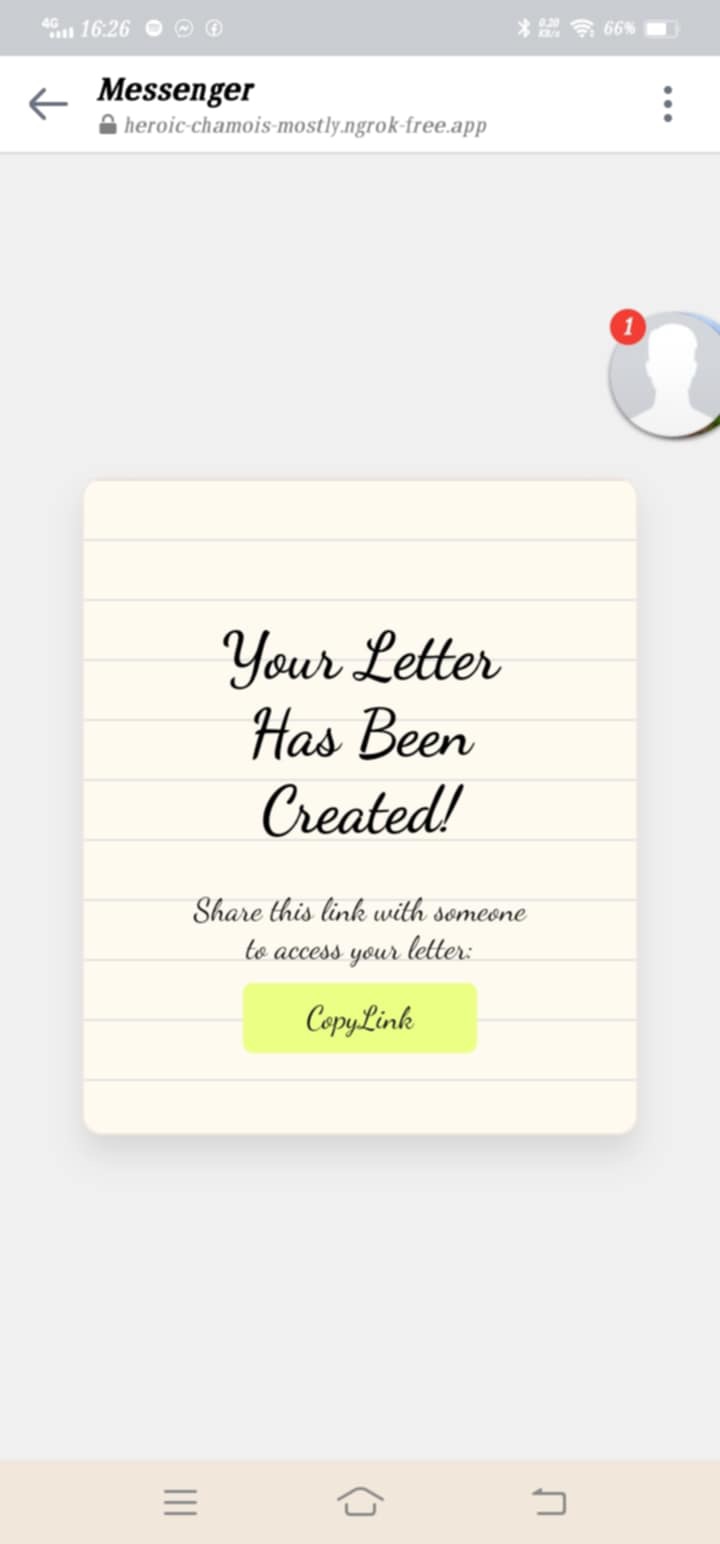 4G 16:26 0.20 KB/s 66%
Messenger
heroic-chamois-mostly.ngrok-free.app
1
Your Letter
Has Been
Created!
Share this link with someone
to access your letter:
CopyLink